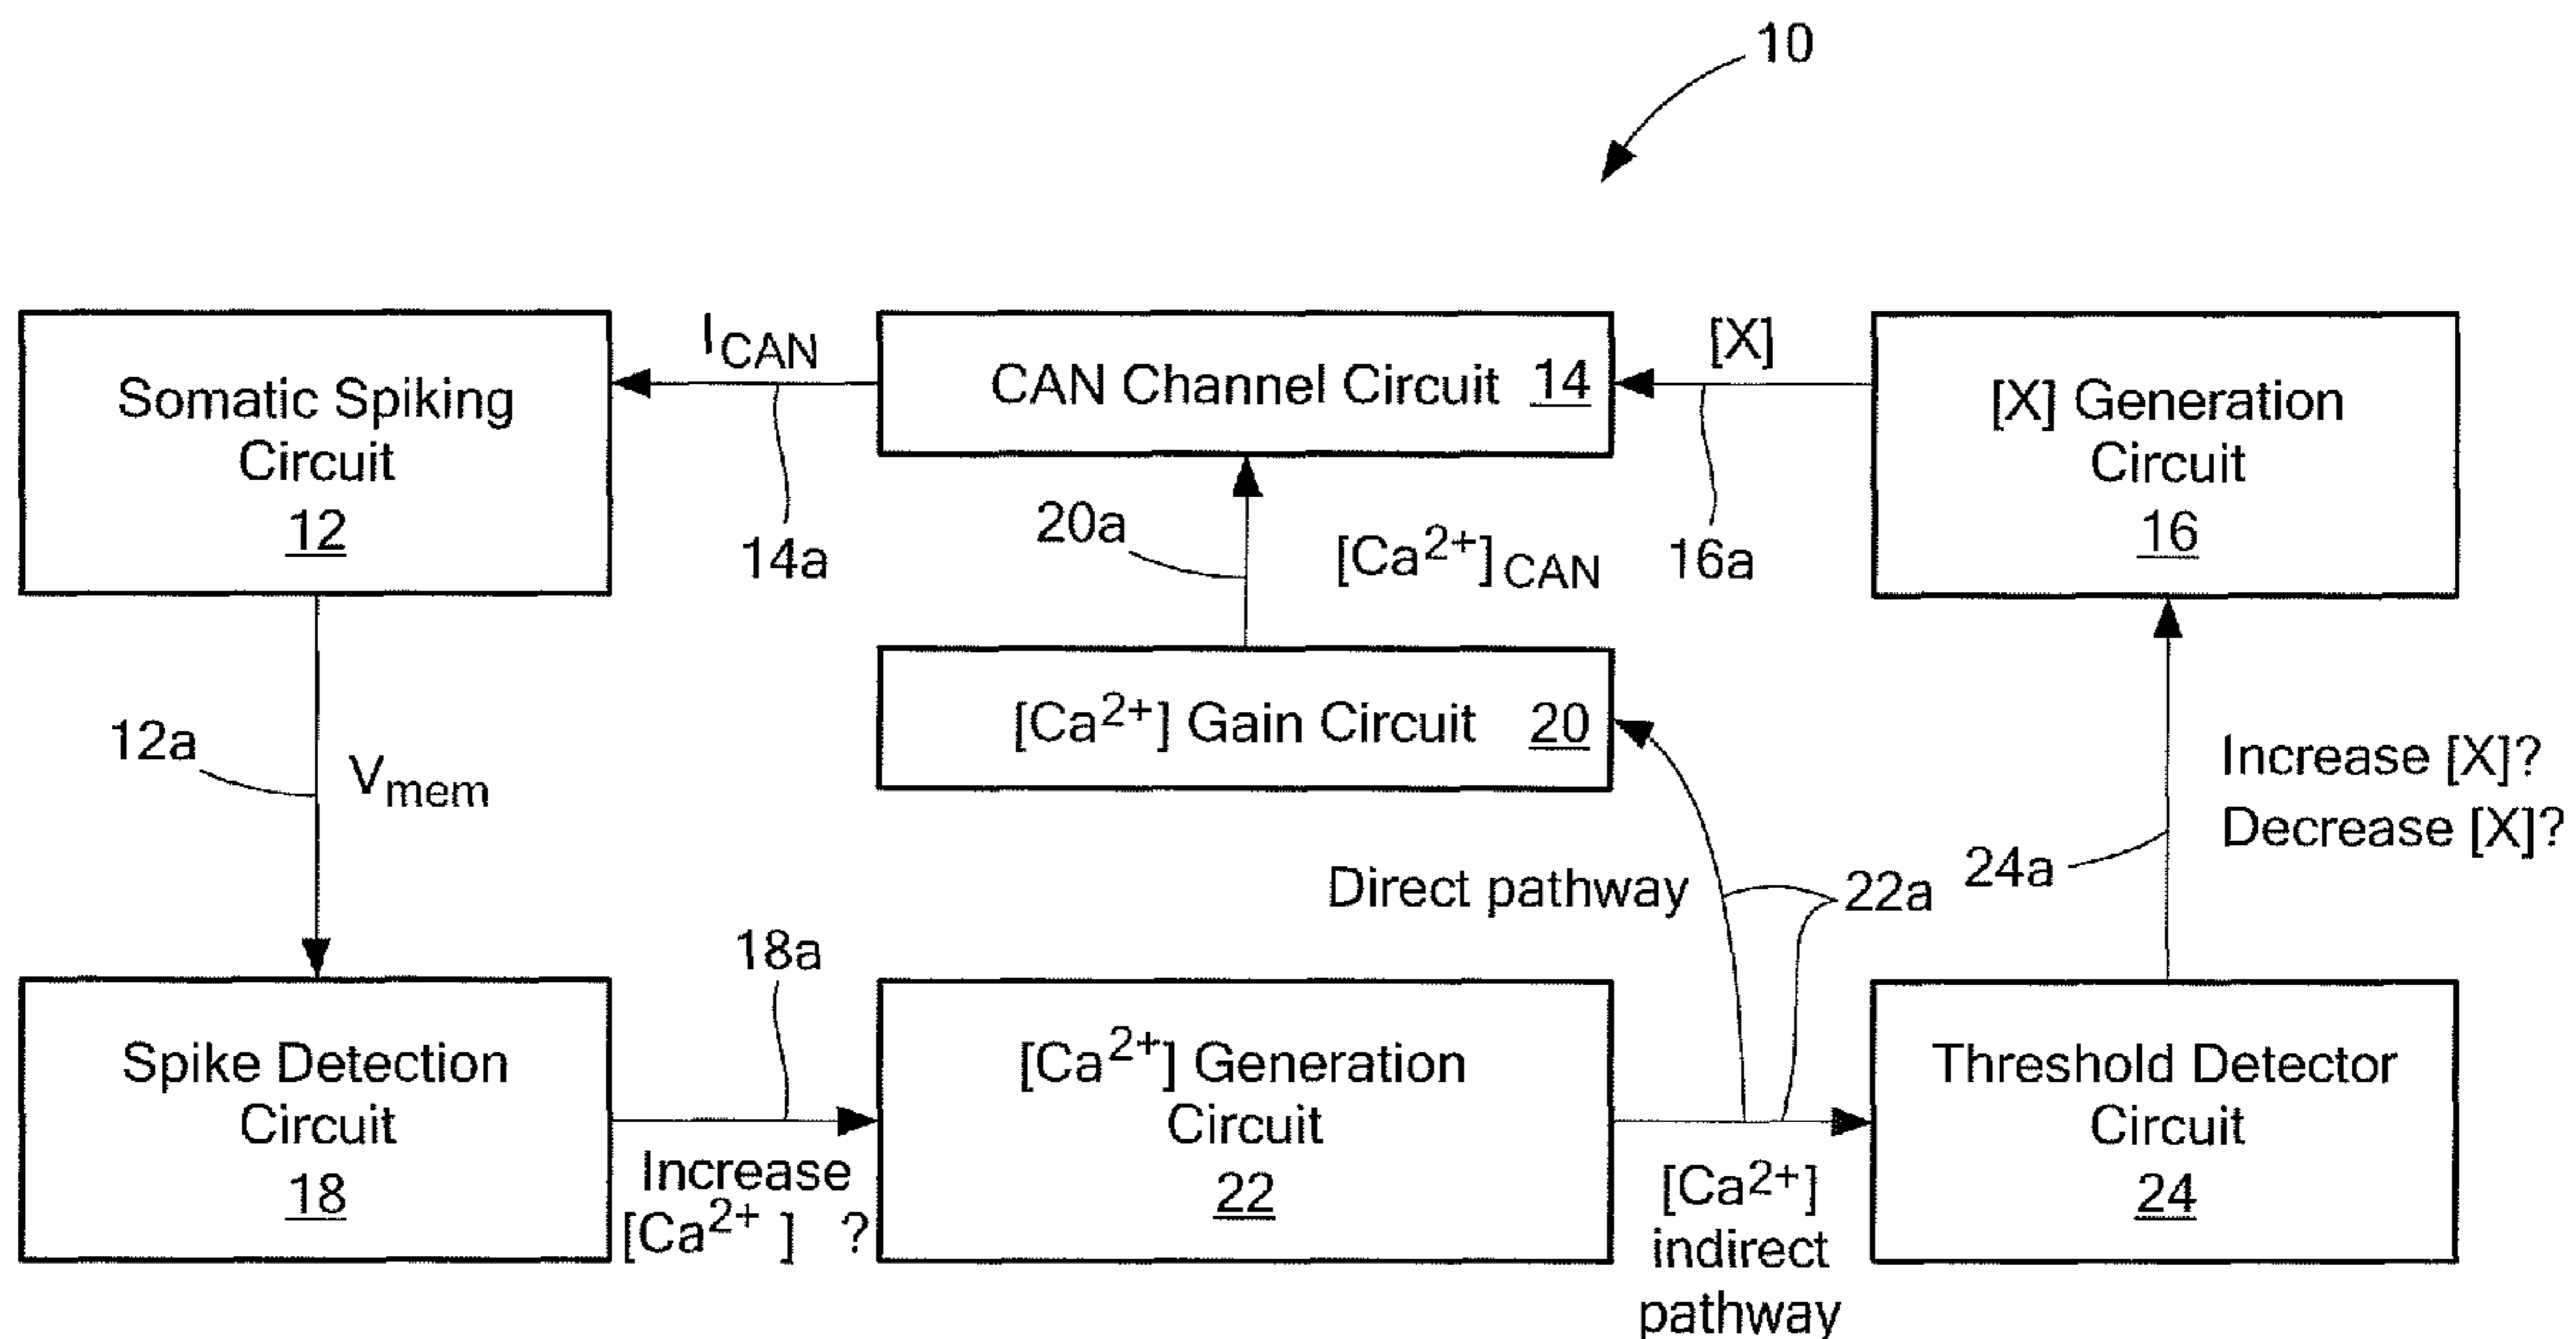 10
I CAN
[X]
Somatic Spiking
Circuit
12
CAN Channel Circuit 14
[X] Generation
Circuit
16
14a
20a
[Ca2+] CAN
16a
12a
Vmem
[Ca2+] Gain Circuit 20
Increase [X]?
Decrease [X]?
Direct pathway
22a
24a
18a
Spike Detection
Circuit
18
Increase
[Ca2+ ] ?
[Ca2+] Generation
Circuit
22
[Ca2+]
indirect
pathway
Threshold Detector
Circuit
24